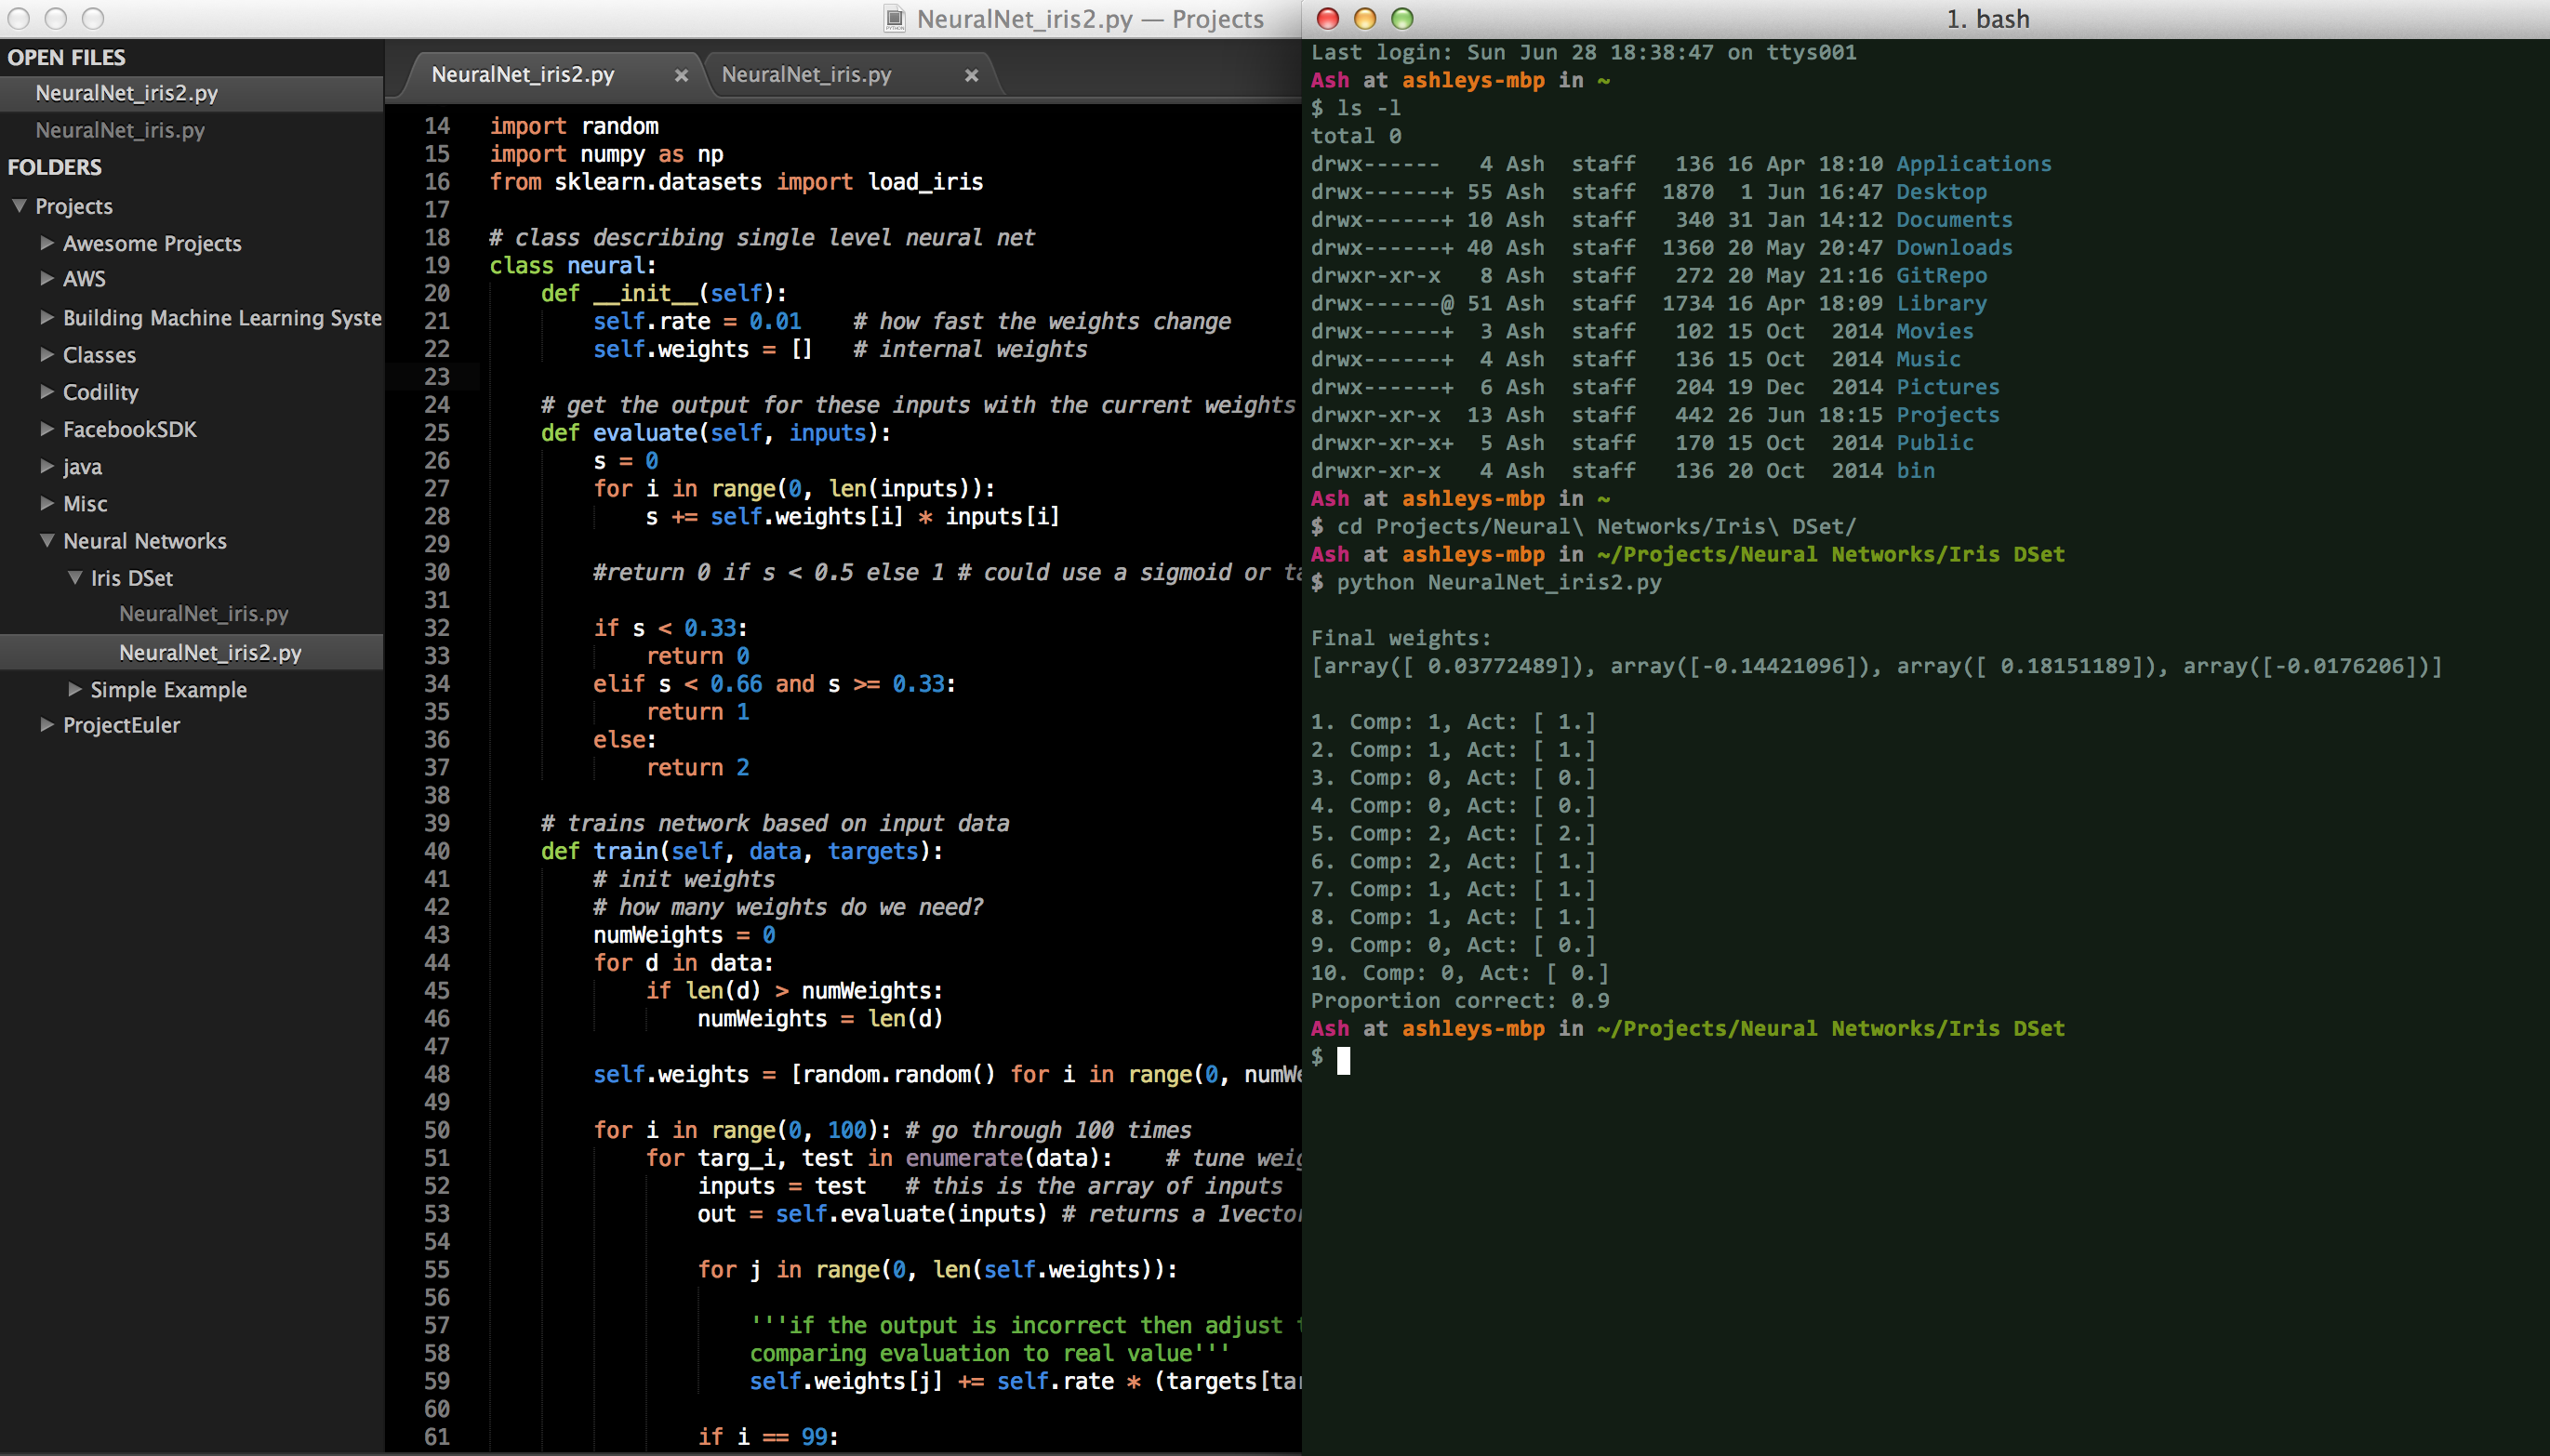 NeuralNet_iris2.py — Projects
OPEN FILES
NeuralNet_iris2.py
NeuralNet_iris.py
FOLDERS
Projects
Awesome Projects
AWS
Building Machine Learning Syste
Classes
Codility
FacebookSDK
java
Misc
Neural Networks
Iris DSet
NeuralNet_iris.py
NeuralNet_iris2.py
Simple Example
ProjectEuler
NeuralNet_iris2.py × NeuralNet_iris.py ×
14 import random
15 import numpy as np
16 from sklearn.datasets import load_iris
17
18 # class describing single level neural net
19 class neural:
20     def __init__(self):
21         self.rate = 0.01    # how fast the weights change
22         self.weights = []   # internal weights
23
24     # get the output for these inputs with the current weights
25     def evaluate(self, inputs):
26         s = 0
27         for i in range(0, len(inputs)):
28             s += self.weights[i] * inputs[i]
29
30         #return 0 if s < 0.5 else 1 # could use a sigmoid or ta
31
32         if s < 0.33:
33             return 0
34         elif s < 0.66 and s >= 0.33:
35             return 1
36         else:
37             return 2
38
39     # trains network based on input data
40     def train(self, data, targets):
41         # init weights
42         # how many weights do we need?
43         numWeights = 0
44         for d in data:
45             if len(d) > numWeights:
46                 numWeights = len(d)
47
48         self.weights = [random.random() for i in range(0, numWe
49
50         for i in range(0, 100): # go through 100 times
51             for targ_i, test in enumerate(data):    # tune weig
52                 inputs = test   # this is the array of inputs
53                 out = self.evaluate(inputs) # returns a 1vector
54
55                 for j in range(0, len(self.weights)):
56
57                     '''if the output is incorrect then adjust t
58                     comparing evaluation to real value'''
59                     self.weights[j] += self.rate * (targets[tar
60
61                 if i == 99:
1. bash
Last login: Sun Jun 28 18:38:47 on ttys001
Ash at ashleys-mbp in ~
$ ls -l
total 0
drwx------   4 Ash  staff   136 16 Apr 18:10 Applications
drwx------+ 55 Ash  staff  1870  1 Jun 16:47 Desktop
drwx------+ 10 Ash  staff   340 31 Jan 14:12 Documents
drwx------+ 40 Ash  staff  1360 20 May 20:47 Downloads
drwxr-xr-x   8 Ash  staff   272 20 May 21:16 GitRepo
drwx------@ 51 Ash  staff  1734 16 Apr 18:09 Library
drwx------+  3 Ash  staff   102 15 Oct  2014 Movies
drwx------+  4 Ash  staff   136 15 Oct  2014 Music
drwx------+  6 Ash  staff   204 19 Dec  2014 Pictures
drwxr-xr-x  13 Ash  staff   442 26 Jun 18:15 Projects
drwxr-xr-x+  5 Ash  staff   170 15 Oct  2014 Public
drwxr-xr-x   4 Ash  staff   136 20 Oct  2014 bin
Ash at ashleys-mbp in ~
$ cd Projects/Neural\ Networks/Iris\ DSet/
Ash at ashleys-mbp in ~/Projects/Neural Networks/Iris DSet
$ python NeuralNet_iris2.py
Final weights:
[array([ 0.03772489]), array([-0.14421096]), array([ 0.18151189]), array([-0.0176206])]
1. Comp: 1, Act: [ 1.]
2. Comp: 1, Act: [ 1.]
3. Comp: 0, Act: [ 0.]
4. Comp: 0, Act: [ 0.]
5. Comp: 2, Act: [ 2.]
6. Comp: 2, Act: [ 1.]
7. Comp: 1, Act: [ 1.]
8. Comp: 1, Act: [ 1.]
9. Comp: 0, Act: [ 0.]
10. Comp: 0, Act: [ 0.]
Proportion correct: 0.9
Ash at ashleys-mbp in ~/Projects/Neural Networks/Iris DSet
$